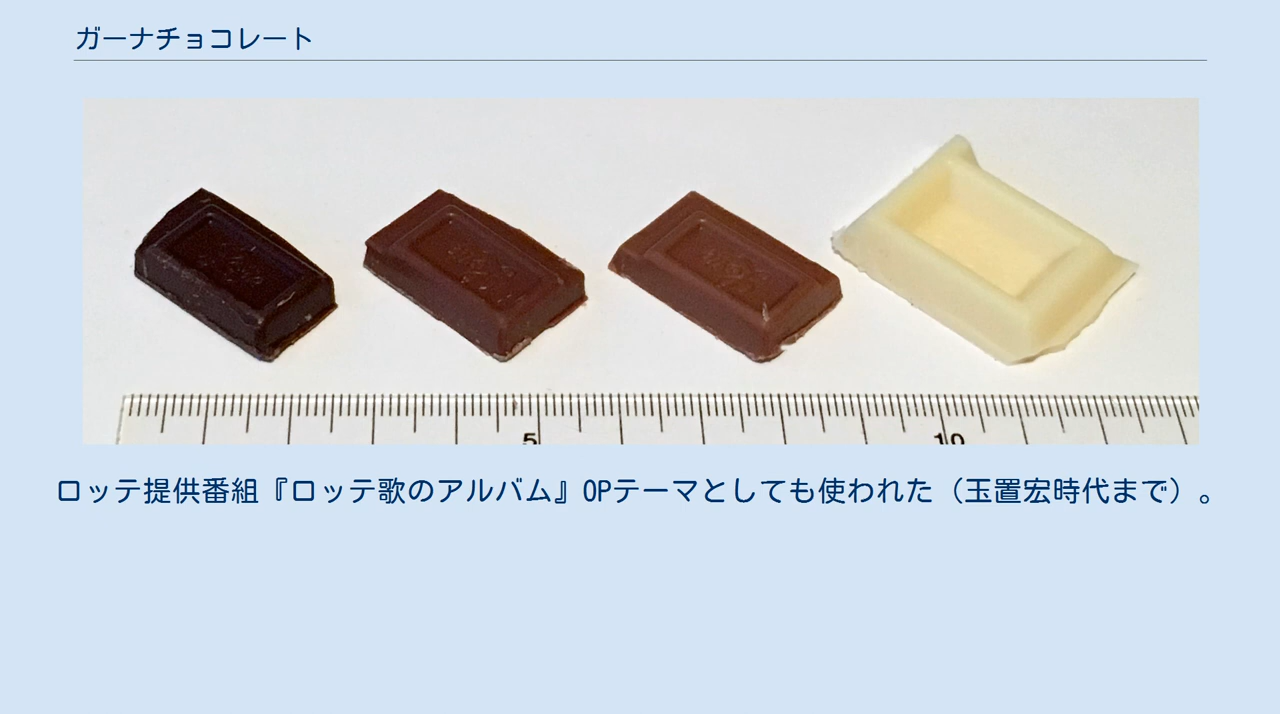 ガーナチョコレート
5
10
ロッテ提供番組『ロッテ歌のアルバム』OPテーマとしても使われた（玉置宏時代まで）。